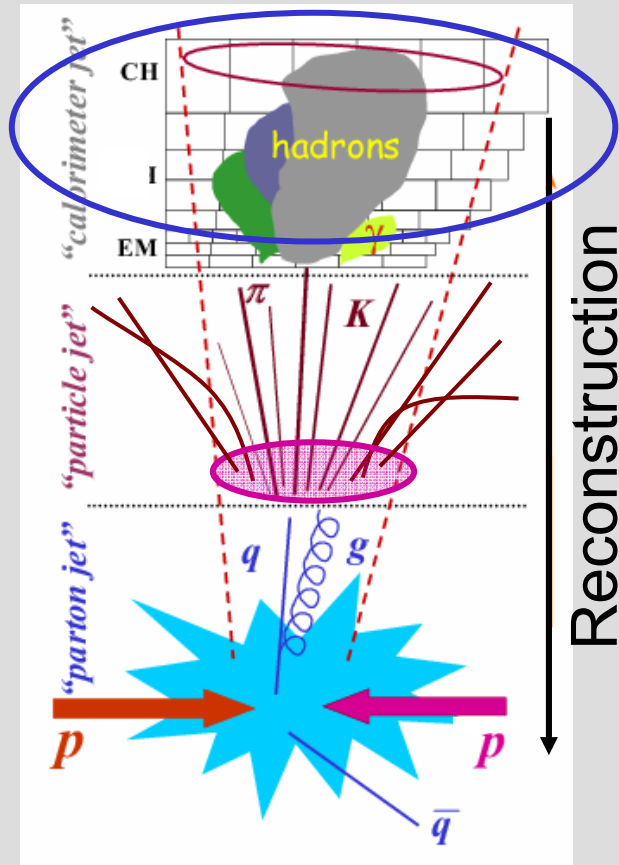 “calorimeter jet”
CH
hadrons
I
EM
γ
“particle jet”
π
K
“parton jet”
q
g
p
p
q̄
Reconstruction